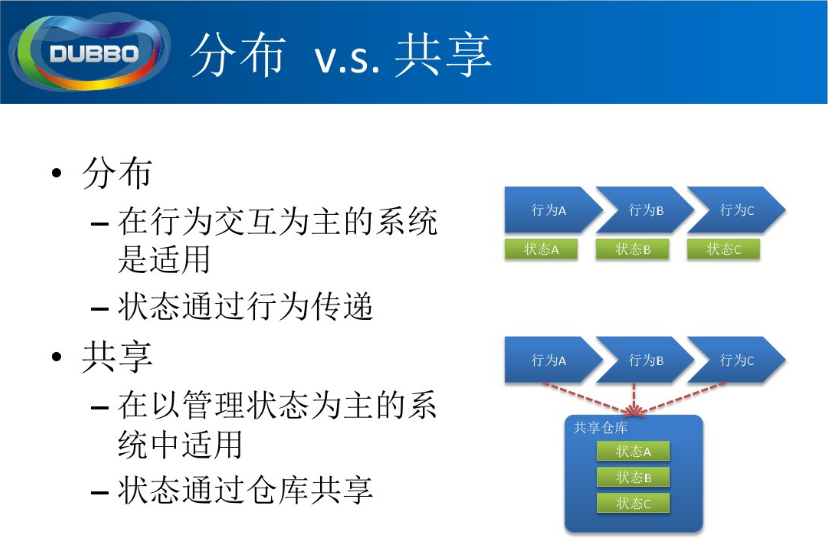 DUBBO
分布 v.s. 共享
• 分布
– 在行为交互为主的系统
是适用
– 状态通过行为传递
• 共享
– 在以管理状态为主的系
统中适用
– 状态通过仓库共享
行为A 行为B 行为C
状态A 状态B 状态C
行为A 行为B 行为C
共享仓库
状态A
状态B
状态C